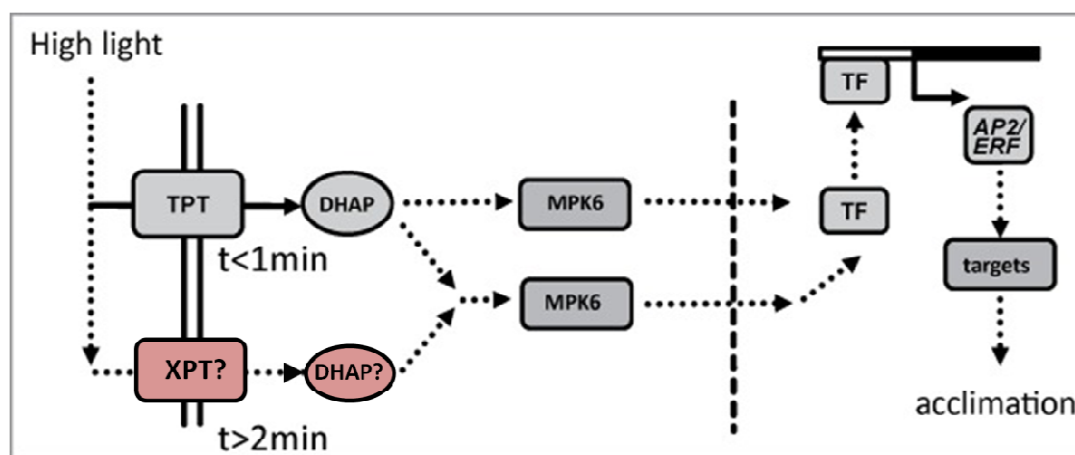 High light
TF
AP2/
ERF
TPT
DHAP
MPK6
TF
t<1min
targets
MPK6
XPT?
DHAP?
acclimation
t>2min